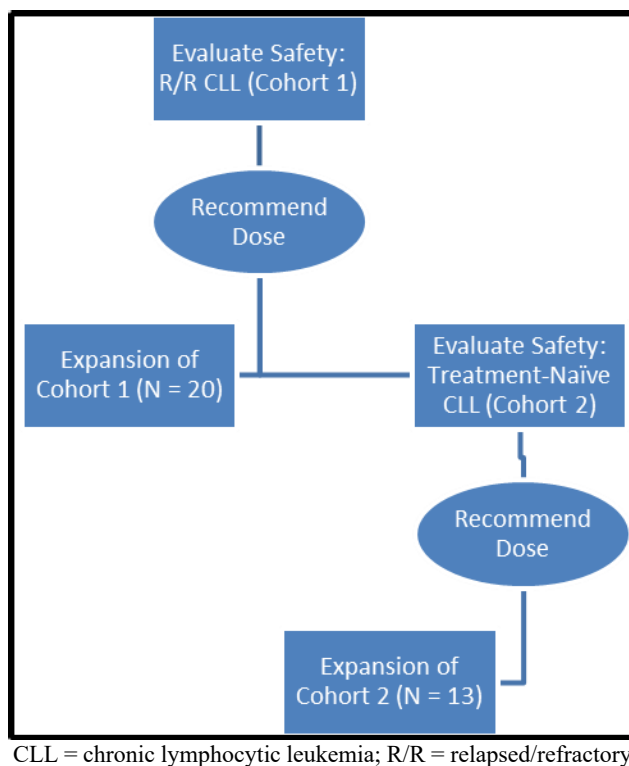 Evaluate Safety:
R/R CLL (Cohort 1)
Recommend
Dose
Expansion of
Cohort 1 (N = 20)
Evaluate Safety:
Treatment-Naïve
CLL (Cohort 2)
Recommend
Dose
Expansion of
Cohort 2 (N = 13)
CLL = chronic lymphocytic leukemia; R/R = relapsed/refractory